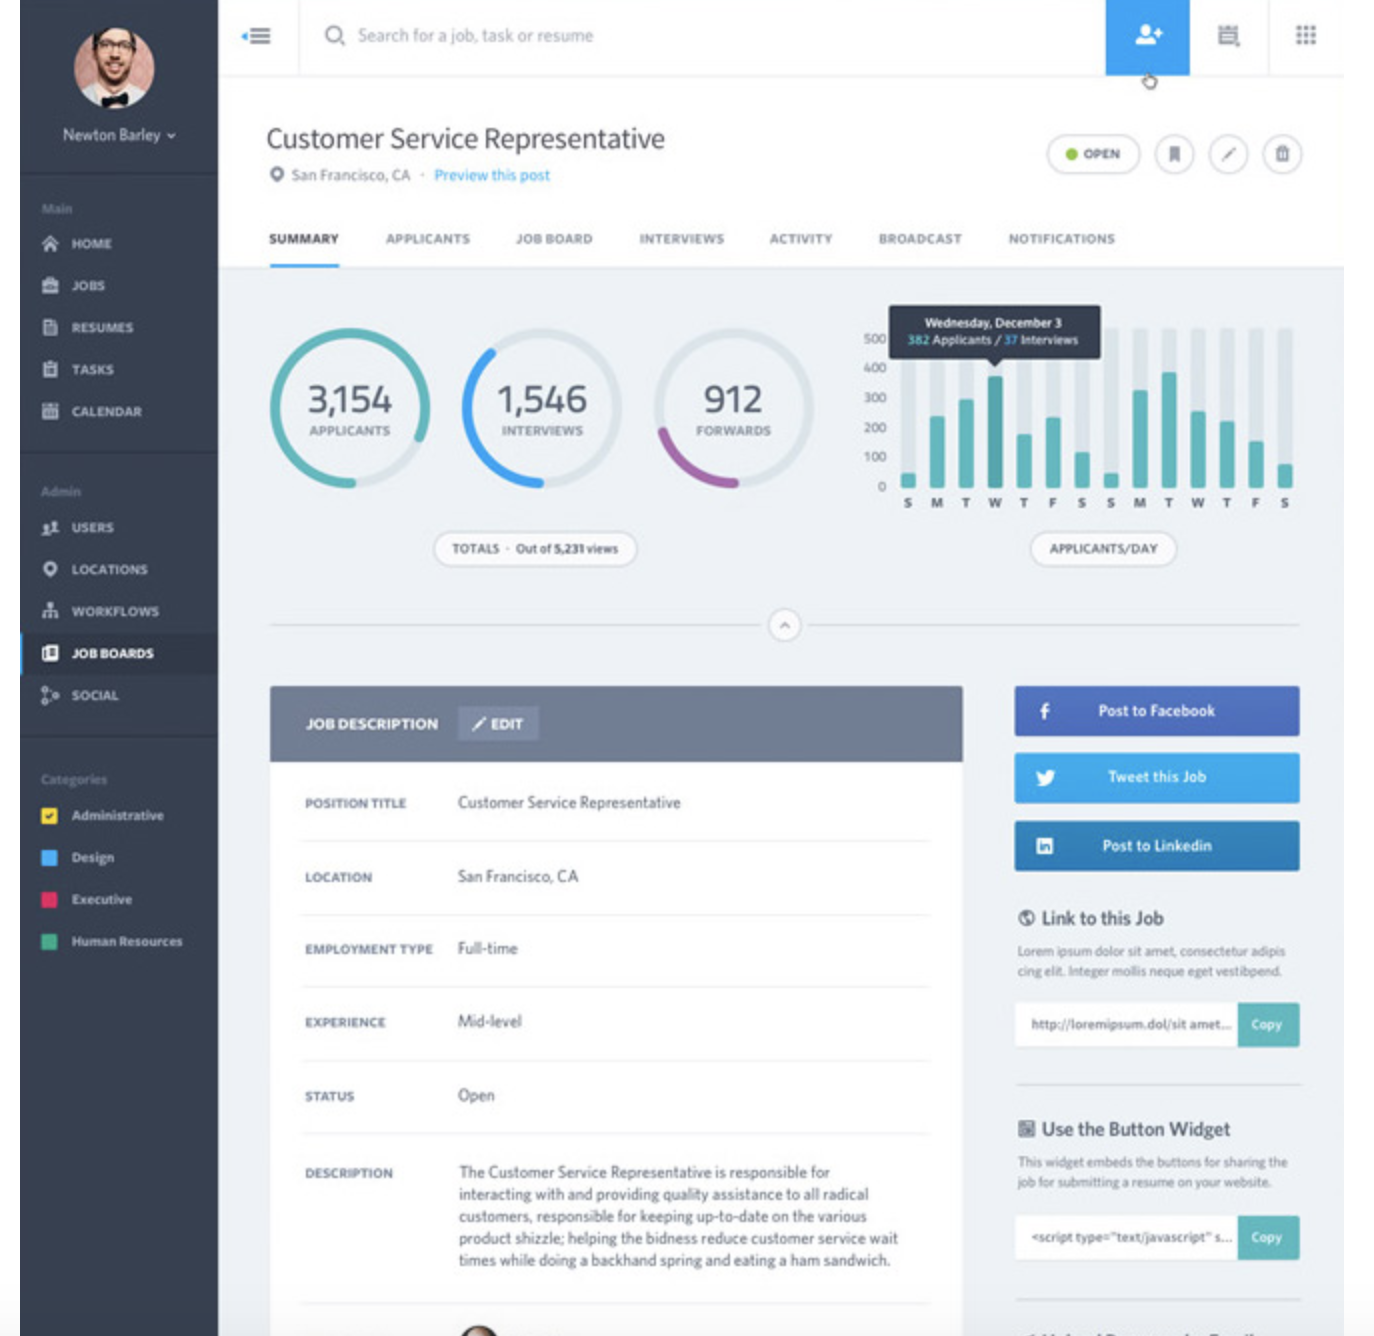 Newton Barley
Main
HOME
JOBS
RESUMES
TASKS
CALENDAR
Admin
USERS
LOCATIONS
WORKFLOWS
JOB BOARDS
SOCIAL
Categories
Administrative
Design
Executive
Human Resources
Search for a job, task or resume
Customer Service Representative
San Francisco, CA · Preview this post
OPEN
SUMMARY APPLICANTS JOB BOARD INTERVIEWS ACTIVITY BROADCAST NOTIFICATIONS
3,154
APPLICANTS
1,546
INTERVIEWS
912
FORWARDS
TOTALS · Out of 5,231 views
Wednesday, December 3
382 Applicants / 37 Interviews
500
400
300
200
100
0
S M T W T F S S M T W T F S
APPLICANTS/DAY
JOB DESCRIPTION EDIT
POSITION TITLE Customer Service Representative
LOCATION San Francisco, CA
EMPLOYMENT TYPE Full-time
EXPERIENCE Mid-level
STATUS Open
DESCRIPTION The Customer Service Representative is responsible for
interacting with and providing quality assistance to all radical
customers, responsible for keeping up-to-date on the various
product shizzle; helping the bidness reduce customer service wait
times while doing a backhand spring and eating a ham sandwich.
Post to Facebook
Tweet this Job
Post to Linkedin
Link to this Job
Lorem ipsum dolor sit amet, consectetur adipis
cing elit. Integer mollis neque eget vestibpend.
http://loremipsum.dol/sit amet... Copy
Use the Button Widget
This widget embeds the buttons for sharing the
job for submitting a resume on your website.
<script type="text/javascript" s... Copy